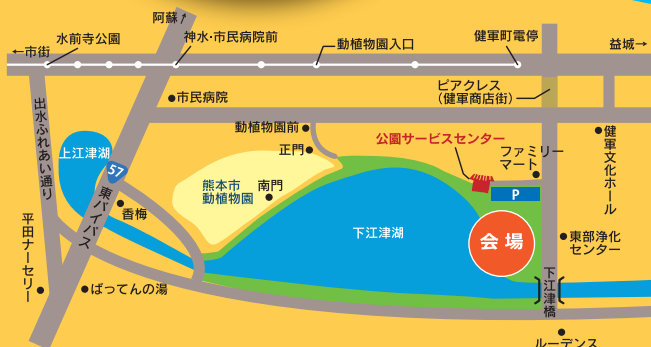 阿蘇↗
水前寺公園
神水・市民病院前
動植物園入口
健軍町電停
←市街
益城→
ピアクレス
（健軍商店街）
市民病院
出水ふれあい通り
動植物園前
正門
公園サービスセンター
ファミリー
マート
健軍文化ホール
上江津湖
57
東バイパス
熊本市
動植物園
南門
P
香梅
下江津湖
会場
東部浄化
センター
平田ナーセリー
ばってんの湯
下江津橋
ルーデンス